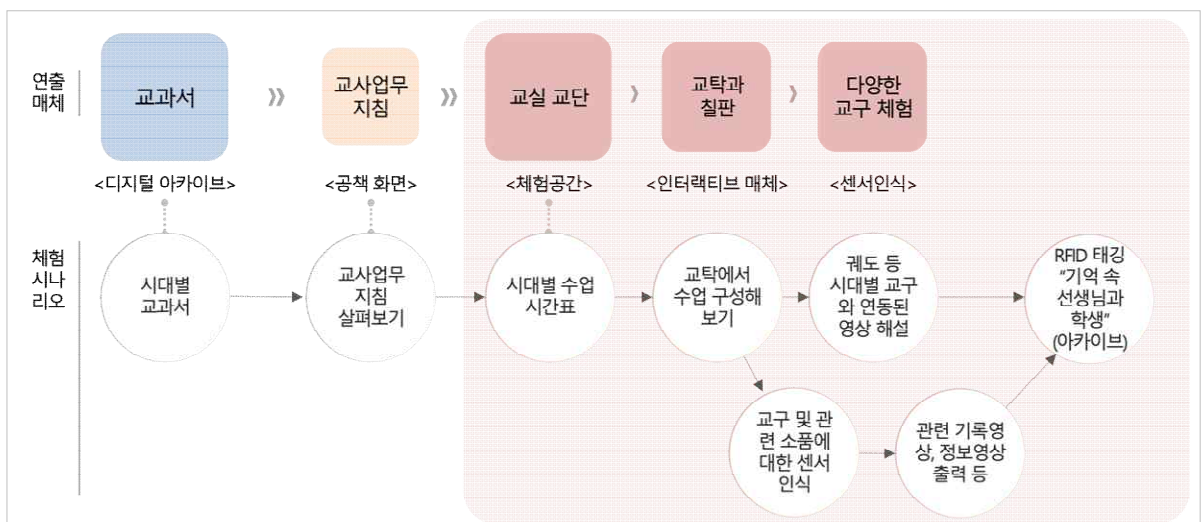 연출
매체
교과서
교사업무
지침
교실 교단
교탁과
칠판
다양한
교구 체험
<디지털 아카이브>
<공책 화면>
<체험공간>
<인터랙티브 매체>
<센서인식>
체험
시나
리오
시대별
교과서
교사업무
지침
살펴보기
시대별 수업
시간표
교탁에서
수업 구성해
보기
궤도 등
시대별 교구
와 연동된
영상 해설
RFID 태깅
“기억 속
선생님과
학생”
(아카이브)
교구 및 관
련 소품에
대한 센서
인식
관련 기록영
상, 정보영상
출력 등